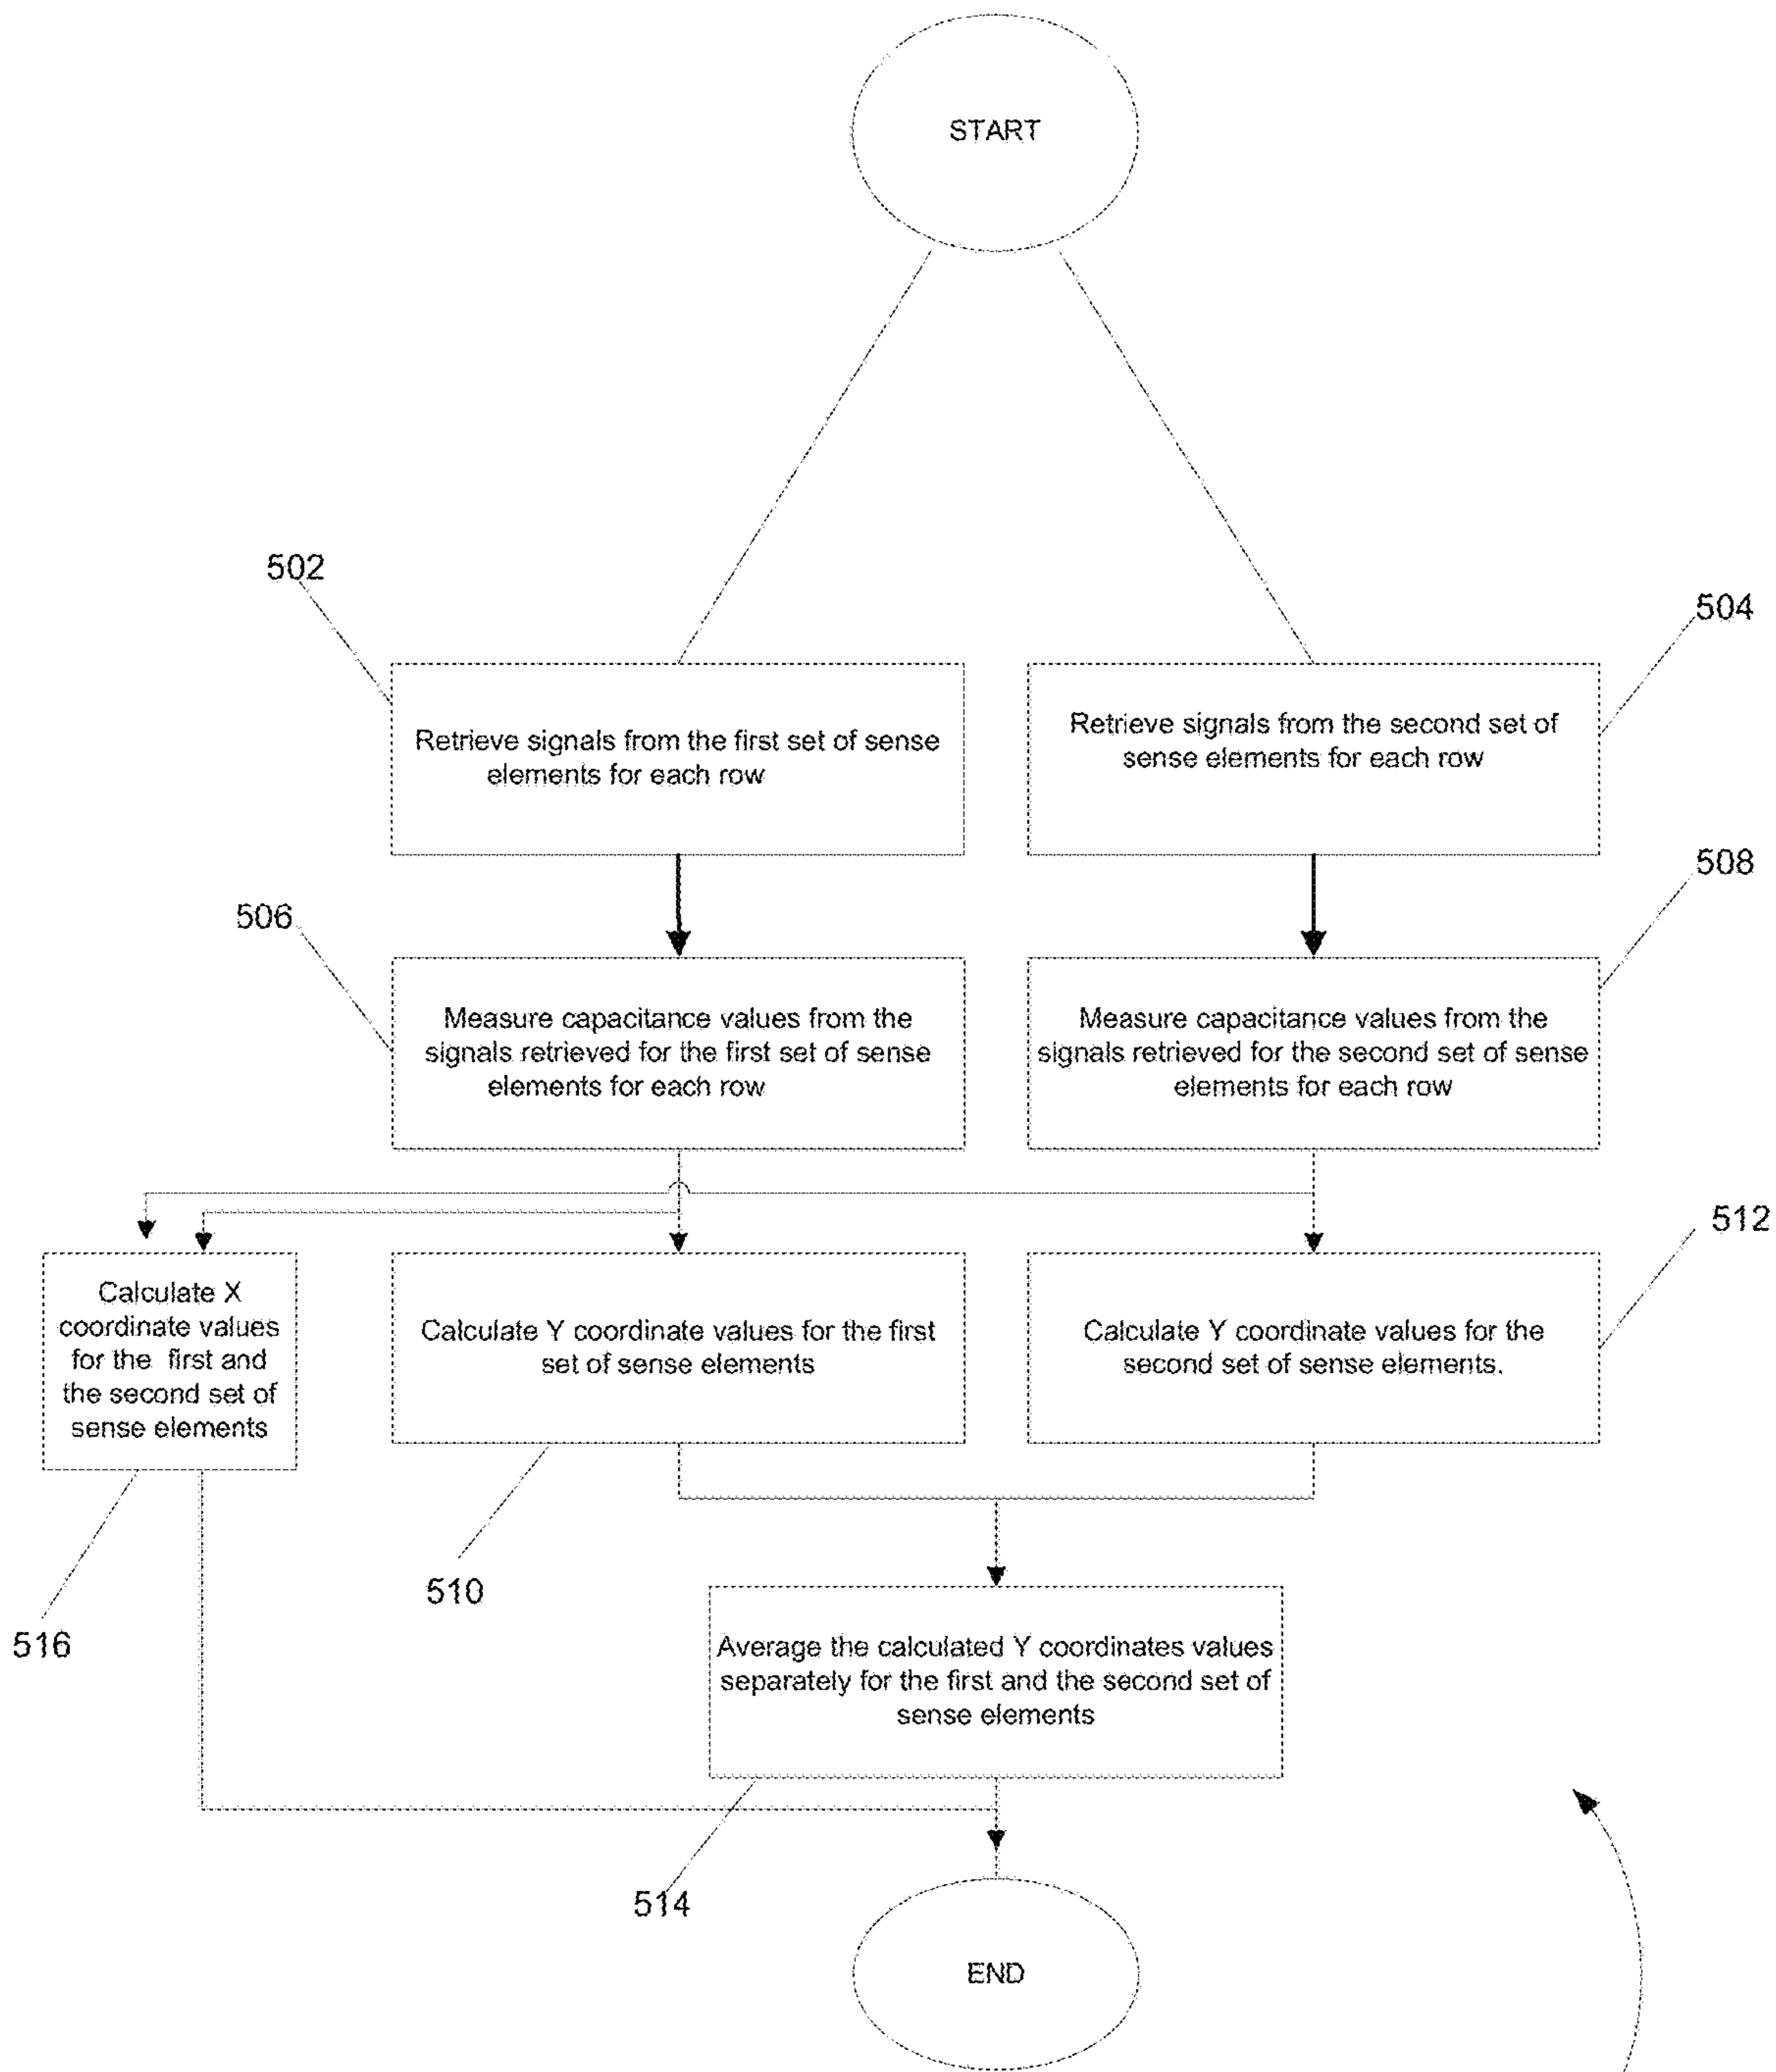 START
502
504
Retrieve signals from the first set of sense
elements for each row
Retrieve signals from the second set of
sense elements for each row
506
508
Measure capacitance values from the
signals retrieved for the first set of sense
elements for each row
Measure capacitance values from the
signals retrieved for the second set of sense
elements for each row
512
Calculate X
coordinate values
for the first and
the second set of
sense elements
Calculate Y coordinate values for the first
set of sense elements
Calculate Y coordinate values for the
second set of sense elements.
516
510
Average the calculated Y coordinates values
separately for the first and the second set of
sense elements
514
END